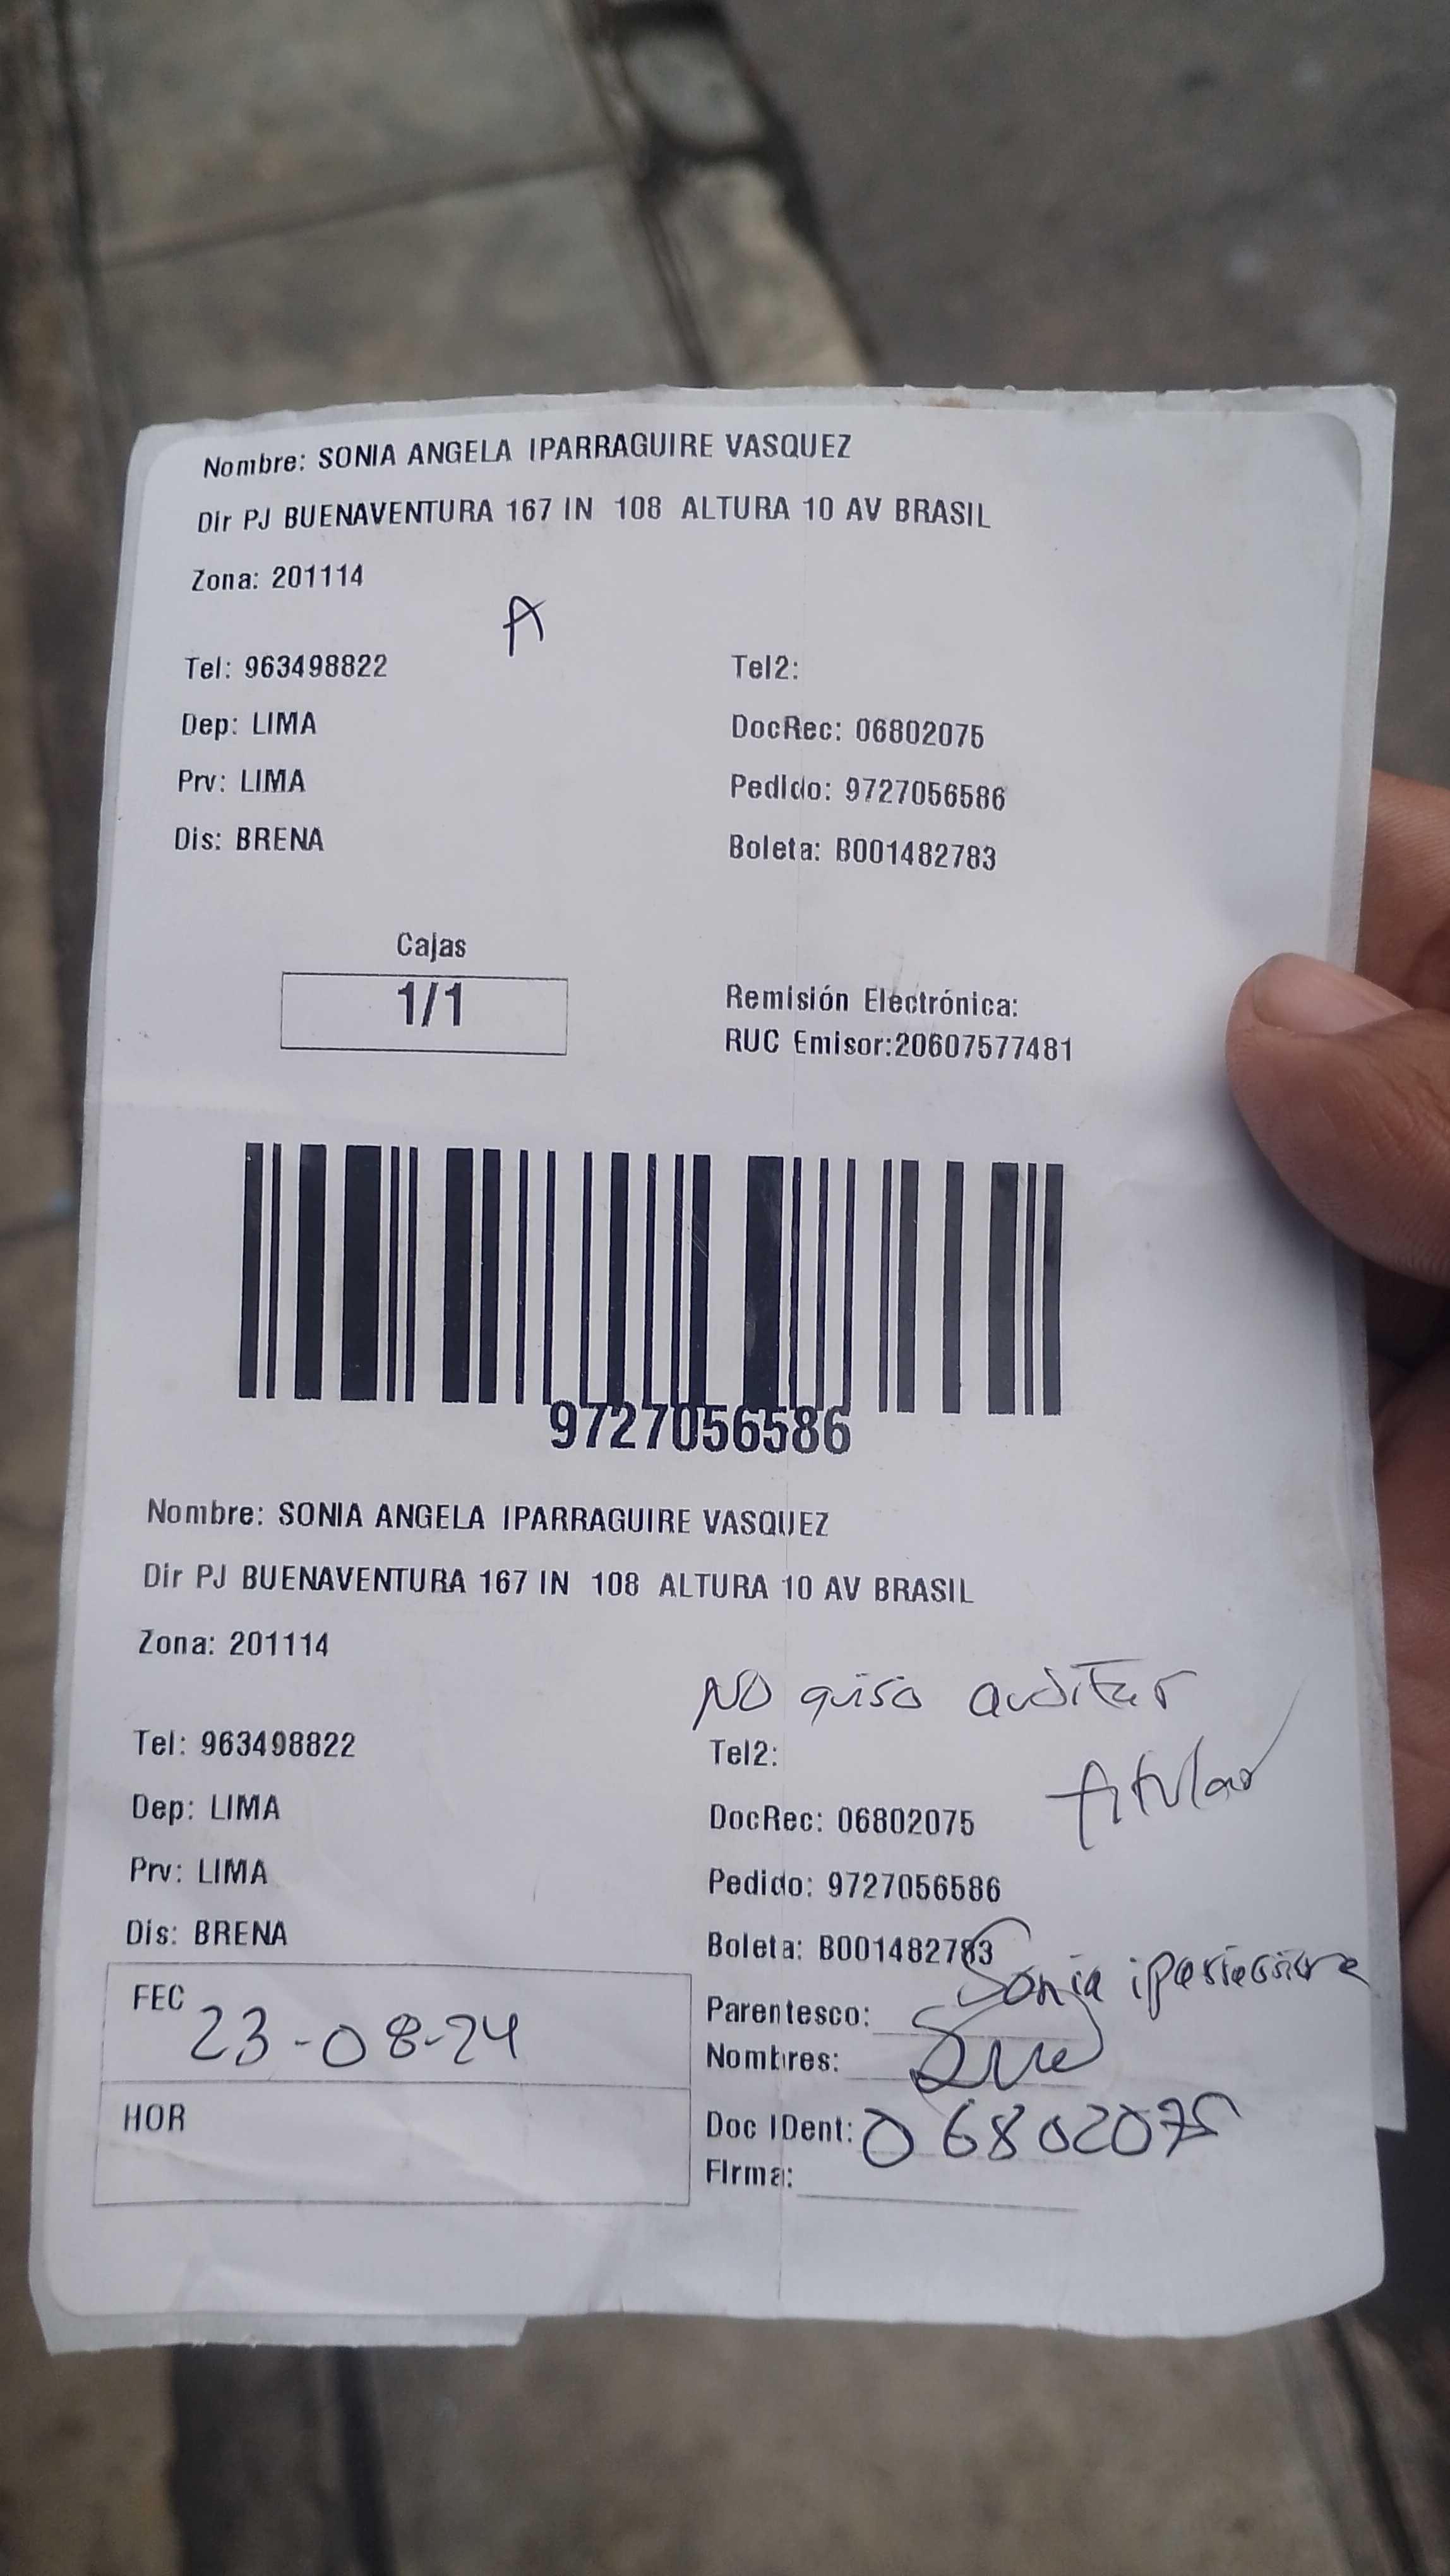 Nombre: SONIA ANGELA IPARRAGUIRE VASQUEZ
Dir PJ BUENAVENTURA 167 IN 108 ALTURA 10 AV BRASIL
Zona: 201114
A
Tel: 963498822 Tel2:
Dep: LIMA DocRec: 06802075
Prv: LIMA Pedido: 9727056586
Dis: BRENA Boleta: B001482783
Cajas
1/1
Remisión Electrónica:
RUC Emisor:20607577481
9727056586
Nombre: SONIA ANGELA IPARRAGUIRE VASQUEZ
Dir PJ BUENAVENTURA 167 IN 108 ALTURA 10 AV BRASIL
Zona: 201114
NO quiso auditar
Tel: 963498822 Tel2:
titular
Dep: LIMA DocRec: 06802075
Prv: LIMA Pedido: 9727056586
Dis: BRENA Boleta: B001482783
FEC 23-08-24
Sonia
Parentesco:
Nombres:
HOR
Doc IDent: 06802075
Firma: